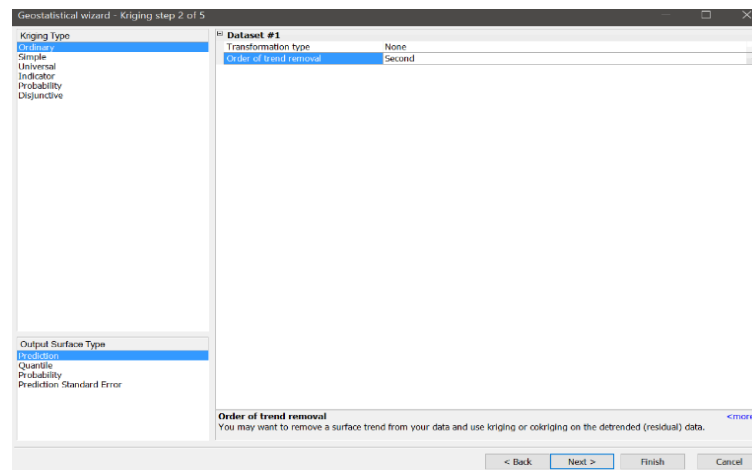 Geostatistical wizard - Kriging step 2 of 5
Kriging Type
Ordinary
Simple
Universal
Indicator
Probability
Disjunctive
Dataset #1
Transformation type None
Order of trend removal Second
Output Surface Type
Prediction
Quantile
Probability
Prediction Standard Error
Order of trend removal <more
You may want to remove a surface trend from your data and use kriging or cokriging on the detrended (residual) data.
< Back Next > Finish Cancel